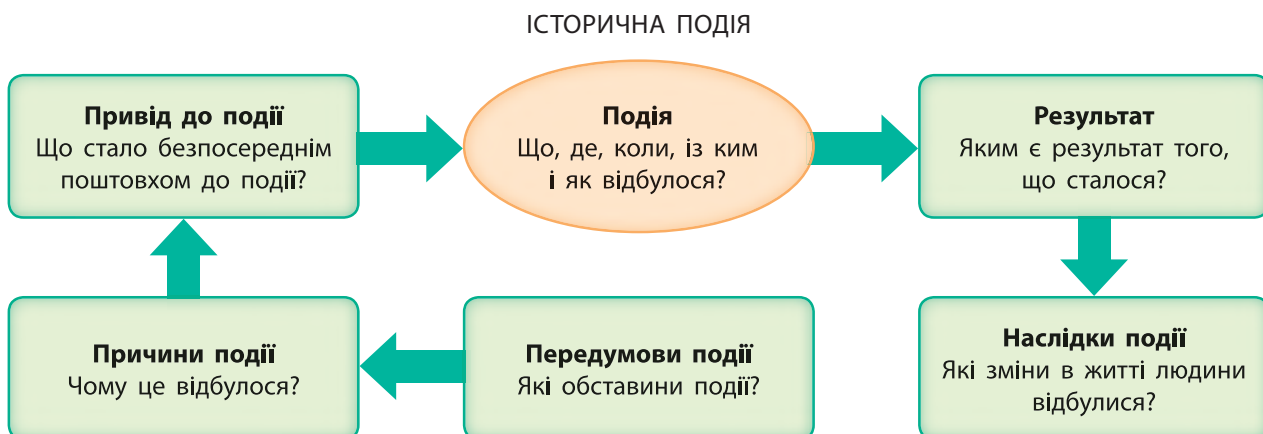 ІСТОРИЧНА ПОДІЯ
Привід до події
Що стало безпосереднім
поштовхом до події?
Подія
Що, де, коли, із ким
і як відбулося?
Результат
Яким є результат того,
що сталося?
Причини події
Чому це відбулося?
Передумови події
Які обставини події?
Наслідки події
Які зміни в житті людини
відбулися?